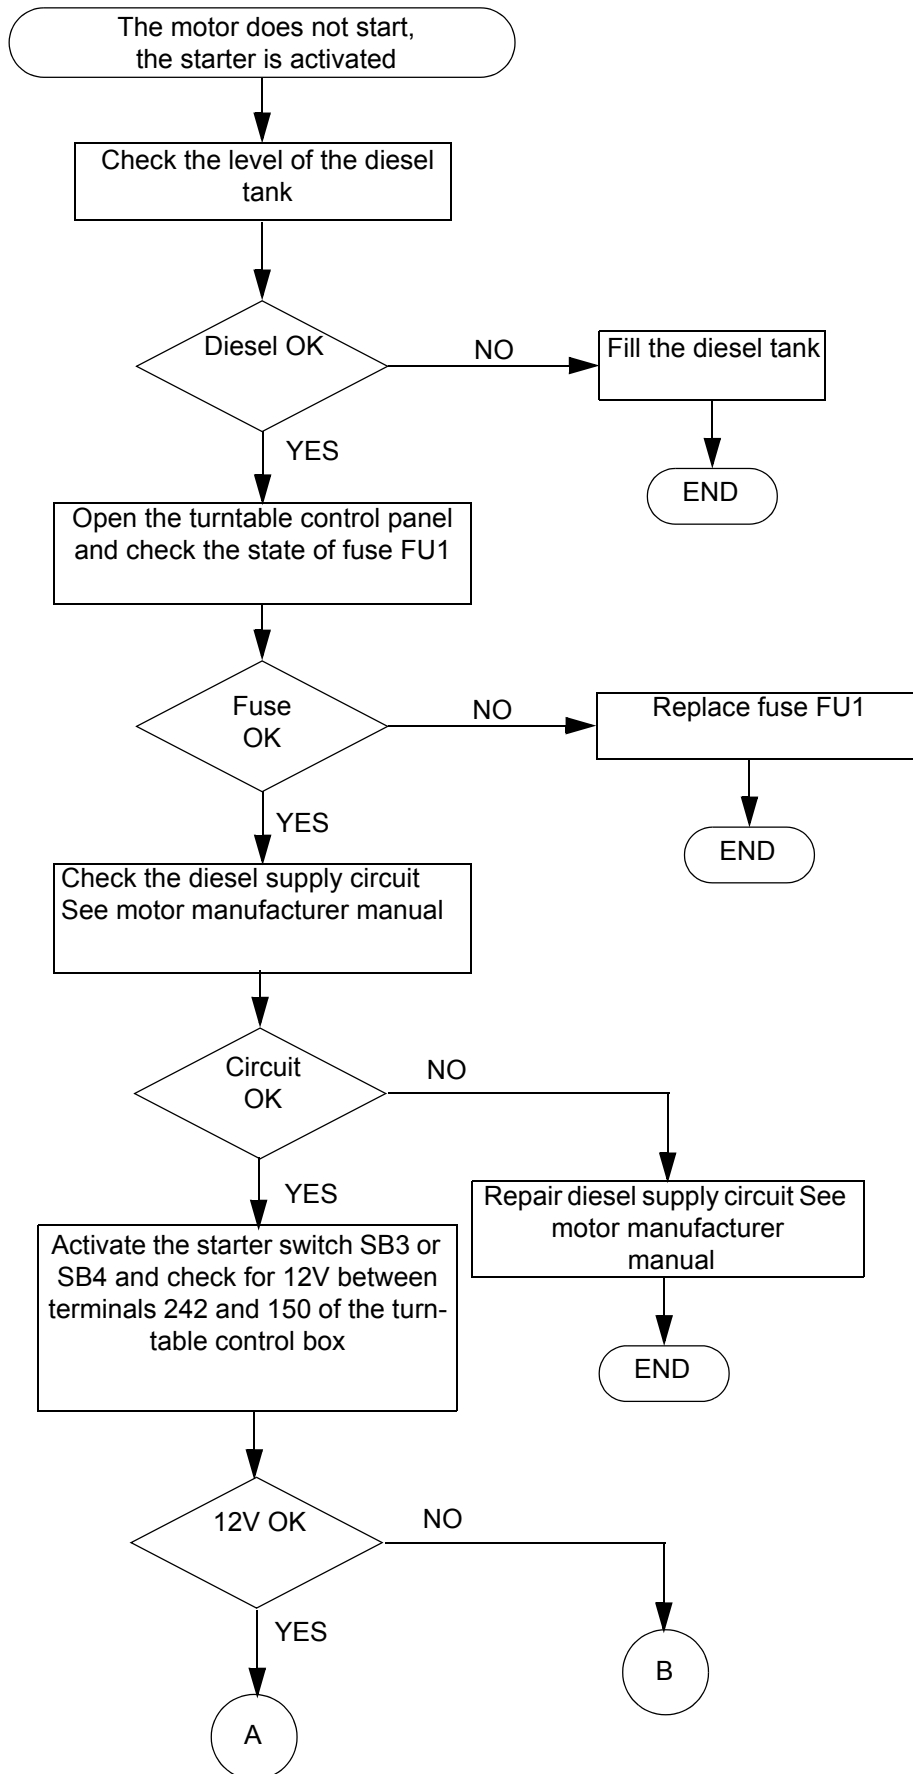 The motor does not start,
the starter is activated
Check the level of the diesel
tank
Diesel OK
NO
Fill the diesel tank
YES
END
Open the turntable control panel
and check the state of fuse FU1
Fuse
OK
NO
Replace fuse FU1
YES
END
Check the diesel supply circuit
See motor manufacturer manual
Circuit
OK
NO
YES
Repair diesel supply circuit See
motor manufacturer
manual
Activate the starter switch SB3 or
SB4 and check for 12V between
terminals 242 and 150 of the turn-
table control box
END
12V OK
NO
YES
B
A